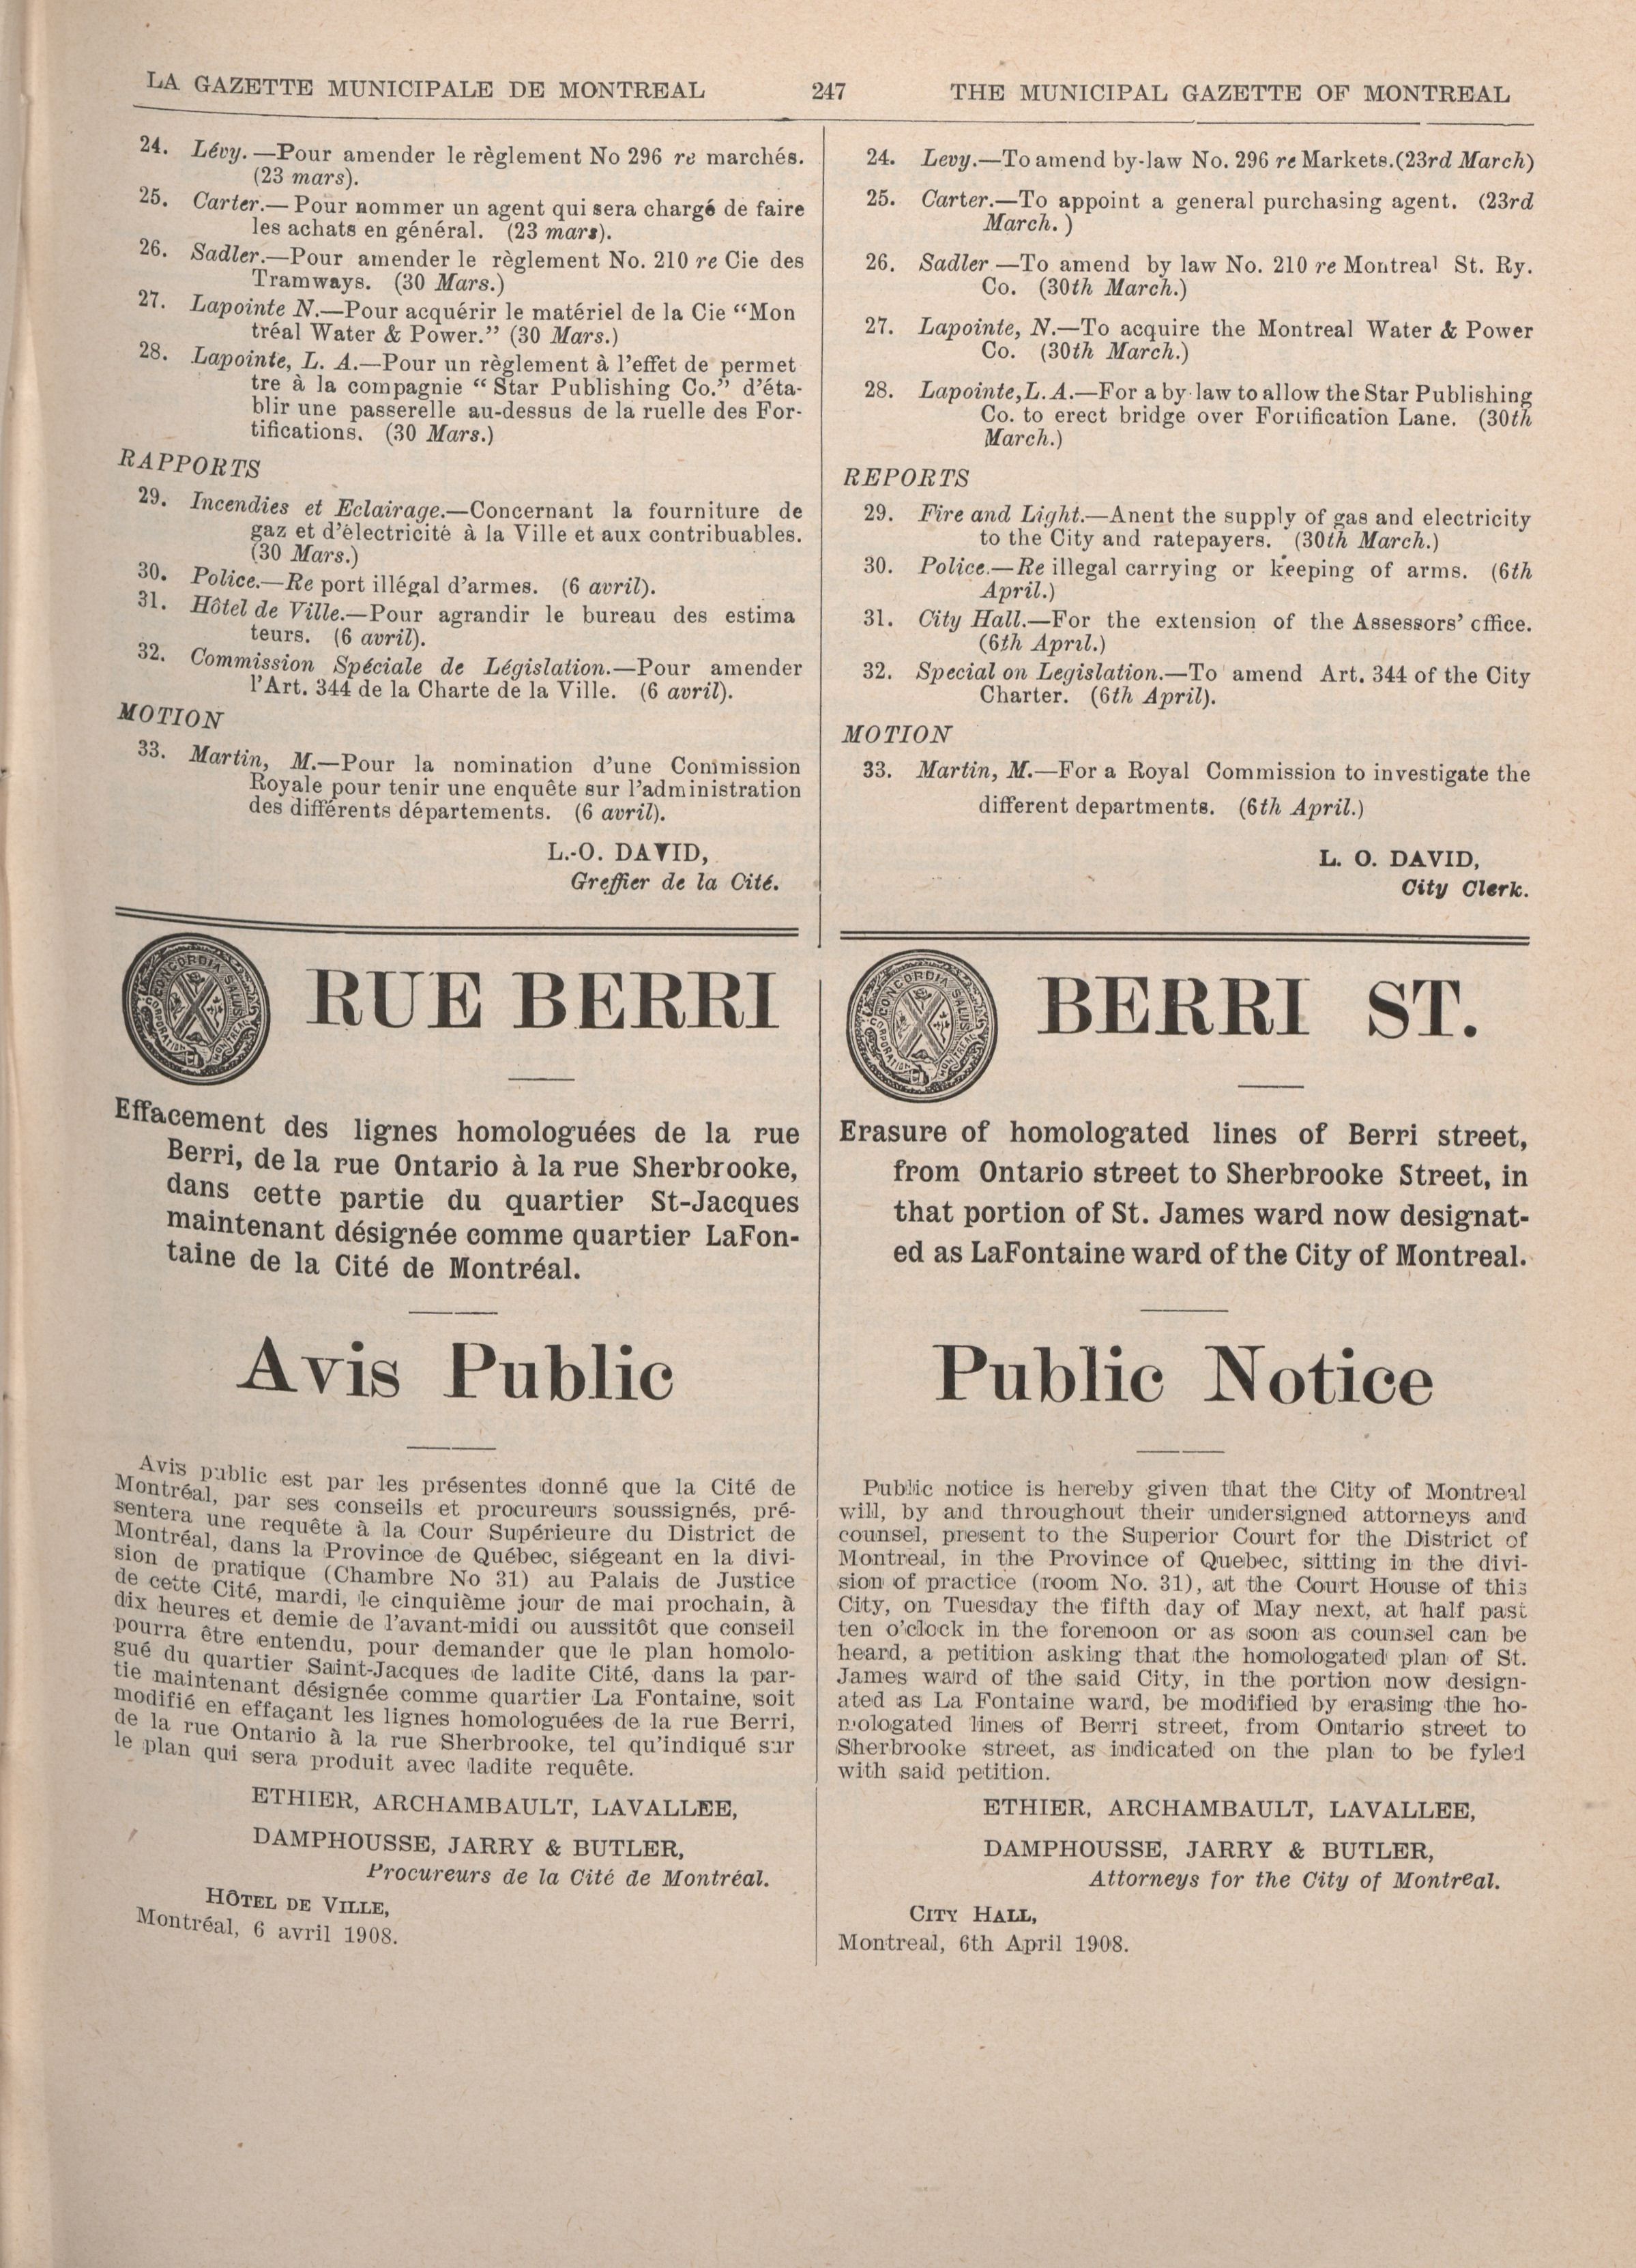 LA GAZETTE MUNICIPALE DE MONTREAL 247 THE MUNICIPAL GAZETTE OF MONTREAL
24. Lévy.—Pour amender le règlement No 296 re marchés.
(23 mars).
25. Carter.—Pour nommer un agent qui sera chargé de faire
les achats en général. (23 mars).
26. Sadler.—Pour amender le règlement No. 210 re Cie des
Tramways. (30 Mars.)
27. Lapointe N.—Pour acquérir le matériel de la Cie “Mon
tréal Water & Power.” (30 Mars.)
28. Lapointe, L. A.—Pour un règlement à l'effet de permet
tre à la compagnie “ Star Publishing Co.” d'éta-
blir une passerelle au-dessus de la ruelle des For-
tifications. (30 Mars.)
RAPPORTS
29. Incendies et Eclairage.—Concernant la fourniture de
gaz et d'électricité à la Ville et aux contribuables.
(30 Mars.)
30. Police.—Re port illégal d'armes. (6 avril).
31. Hôtel de Ville.—Pour agrandir le bureau des estima
teurs. (6 avril).
32. Commission Spéciale de Législation.—Pour amender
l'Art. 344 de la Charte de la Ville. (6 avril).
MOTION
33. Martin, M.—Pour la nomination d'une Commission
Royale pour tenir une enquête sur l'administration
des différents départements. (6 avril).
L.-O. DAVID,
Greffier de la Cité.
24. Levy.—To amend by-law No. 296 re Markets.(23rd March)
25. Carter.—To appoint a general purchasing agent. (23rd
March. )
26. Sadler —To amend by law No. 210 re Montreal St. Ry.
Co. (30th March.)
27. Lapointe, N.—To acquire the Montreal Water & Power
Co. (30th March.)
28. Lapointe, L. A.—For a by-law to allow the Star Publishing
Co. to erect bridge over Fortification Lane. (30th
March.)
REPORTS
29. Fire and Light.—Anent the supply of gas and electricity
to the City and ratepayers. (30th March.)
30. Police.—Re illegal carrying or keeping of arms. (6th
April.)
31. City Hall.—For the extension of the Assessors' office.
(6th April.)
32. Special on Legislation.—To amend Art. 344 of the City
Charter. (6th April).
MOTION
33. Martin, M.—For a Royal Commission to investigate the
different departments. (6th April.)
L. O. DAVID,
City Clerk.
CONCORDIA SALUS
CORPORATION MONTREAL
RUE BERRI
Effacement des lignes homologuées de la rue
Berri, de la rue Ontario à la rue Sherbrooke,
dans cette partie du quartier St-Jacques
maintenant désignée comme quartier LaFon-
taine de la Cité de Montréal.
Avis Public
Avis public est par les présentes donné que la Cité de
Montréal, par ses conseils et procureurs soussignés, pré-
sentera une requête à la Cour Supérieure du District de
Montréal, dans la Province de Québec, siégeant en la divi-
sion de pratique (Chambre No 31) au Palais de Justice
de cette Cité, mardi, le cinquième jour de mai prochain, à
dix heures et demie de l'avant-midi ou aussitôt que conseil
pourra être entendu, pour demander que le plan homolo-
gué du quartier Saint-Jacques de ladite Cité, dans la par-
tie maintenant désignée comme quartier La Fontaine, soit
modifié en effaçant les lignes homologuées de la rue Berri,
de la rue Ontario à la rue Sherbrooke, tel qu'indiqué sur
le plan qui sera produit avec ladite requête.
ETHIER, ARCHAMBAULT, LAVALLEE,
DAMPHOUSSE, JARRY & BUTLER,
Procureurs de la Cité de Montréal.
HÔTEL DE VILLE,
Montréal, 6 avril 1908.
CONCORDIA SALUS
CORPORATION MONTREAL
BERRI ST.
Erasure of homologated lines of Berri street,
from Ontario street to Sherbrooke Street, in
that portion of St. James ward now designat-
ed as LaFontaine ward of the City of Montreal.
Public Notice
Public notice is hereby given that the City of Montreal
will, by and throughout their undersigned attorneys and
counsel, present to the Superior Court for the District of
Montreal, in the Province of Quebec, sitting in the divi-
sion of practice (room No. 31), at the Court House of this
City, on Tuesday the fifth day of May next, at half past
ten o'clock in the forenoon or as soon as counsel can be
heard, a petition asking that the homologated plan of St.
James ward of the said City, in the portion now design-
ated as La Fontaine ward, be modified by erasing the ho-
mologated lines of Berri street, from Ontario street to
Sherbrooke street, as indicated on the plan to be fyled
with said petition.
ETHIER, ARCHAMBAULT, LAVALLEE,
DAMPHOUSSE, JARRY & BUTLER,
Attorneys for the City of Montreal.
CITY HALL,
Montreal, 6th April 1908.